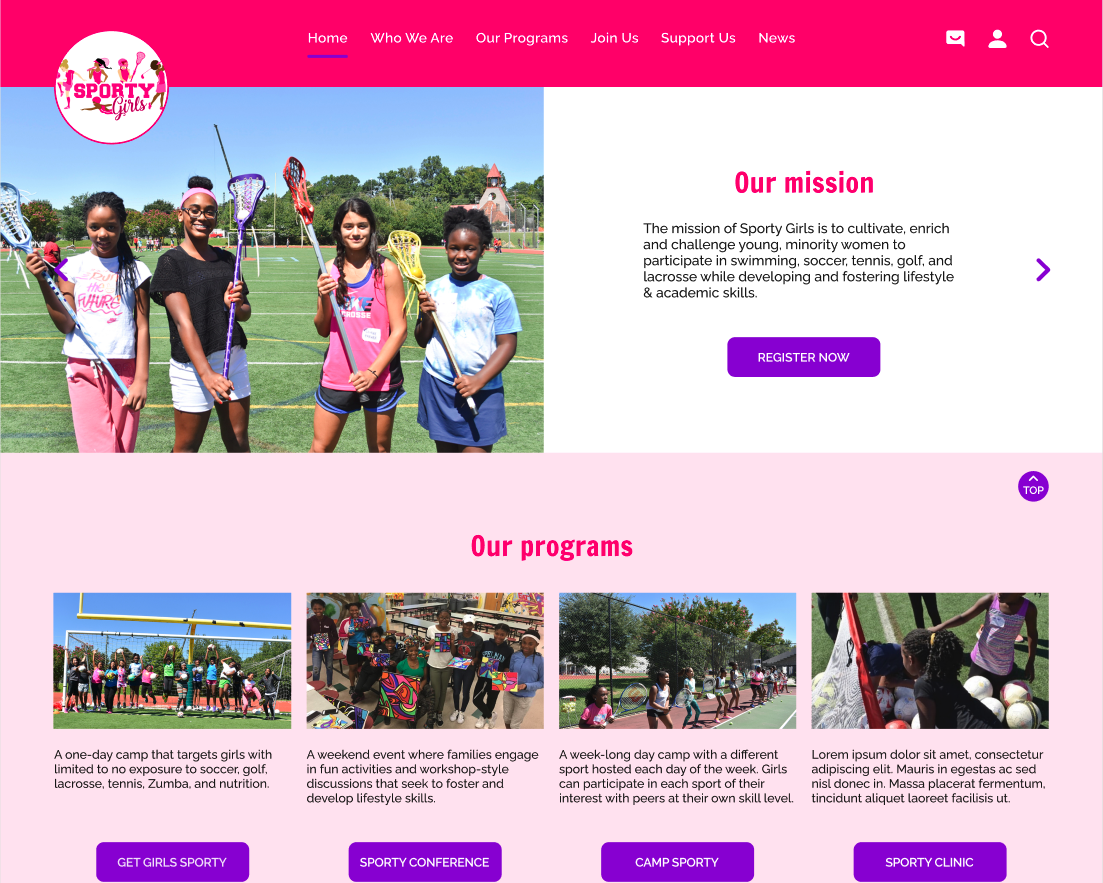 Home Who We Are Our Programs Join Us Support Us News
SPORTY
Girls
Our mission
The mission of Sporty Girls is to cultivate, enrich
and challenge young, minority women to
participate in swimming, soccer, tennis, golf, and
lacrosse while developing and fostering lifestyle
& academic skills.
FUTURE
LACROSSE
REGISTER NOW
TOP
Our programs
A one-day camp that targets girls with
limited to no exposure to soccer, golf,
lacrosse, tennis, Zumba, and nutrition.
A weekend event where families engage
in fun activities and workshop-style
discussions that seek to foster and
develop lifestyle skills.
A week-long day camp with a different
sport hosted each day of the week. Girls
can participate in each sport of their
interest with peers at their own skill level.
Lorem ipsum dolor sit amet, consectetur
adipiscing elit. Mauris in egestas ac sed
nisl donec in. Massa placerat fermentum,
tincidunt aliquet laoreet facilisis ut.
GET GIRLS SPORTY
SPORTY CONFERENCE
CAMP SPORTY
SPORTY CLINIC